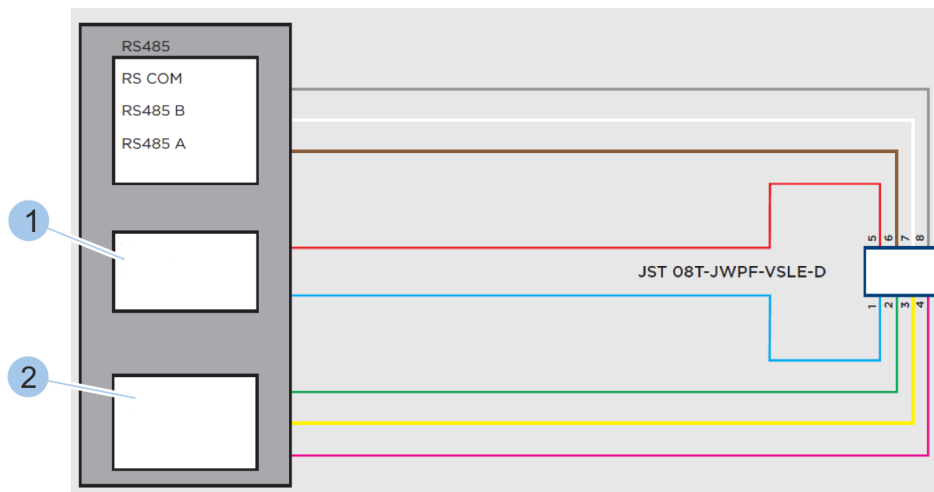 RS485
RS COM
RS485 B
RS485 A
1
5 6 7 8
JST 08T-JWPF-VSLE-D
1 2 3 4
2